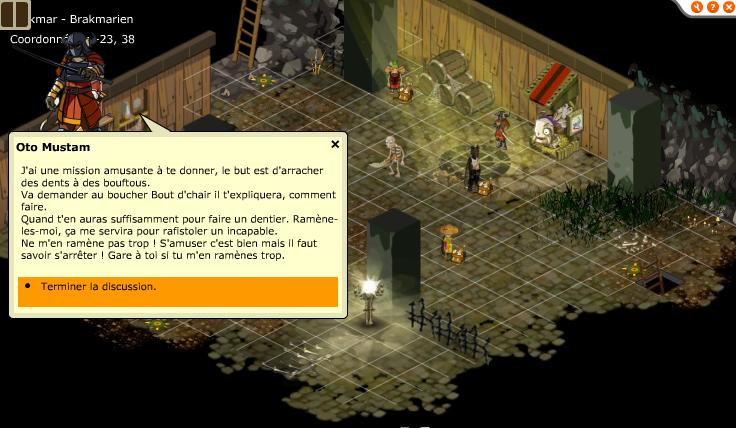 kmar - Brakmarien
Coordonné -23, 38
Oto Mustam
J'ai une mission amusante à te donner, le but est d'arracher
des dents à des bouftous.
Va demander au boucher Bout d'chair il t'expliquera, comment
faire.
Quand t'en auras suffisamment pour faire un dentier. Ramène-
les-moi, ça me servira pour rafistoler un incapable.
Ne m'en ramène pas trop ! S'amuser c'est bien mais il faut
savoir s'arrêter ! Gare à toi si tu m'en ramènes trop.
Terminer la discussion.